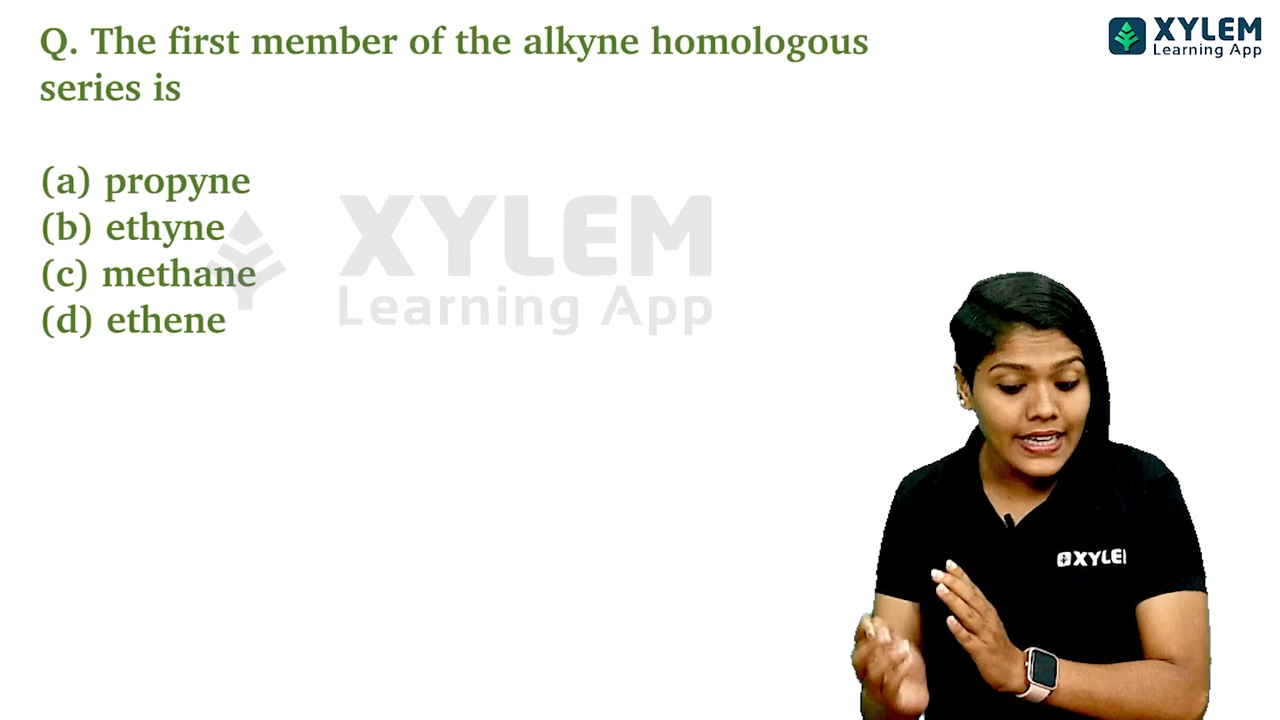 Q. The first member of the alkyne homologous
series is
(a) propyne
(b) ethyne
(c) methane
(d) ethene
XYLEM
Learning App
XYLEM
Learning App
XYLE